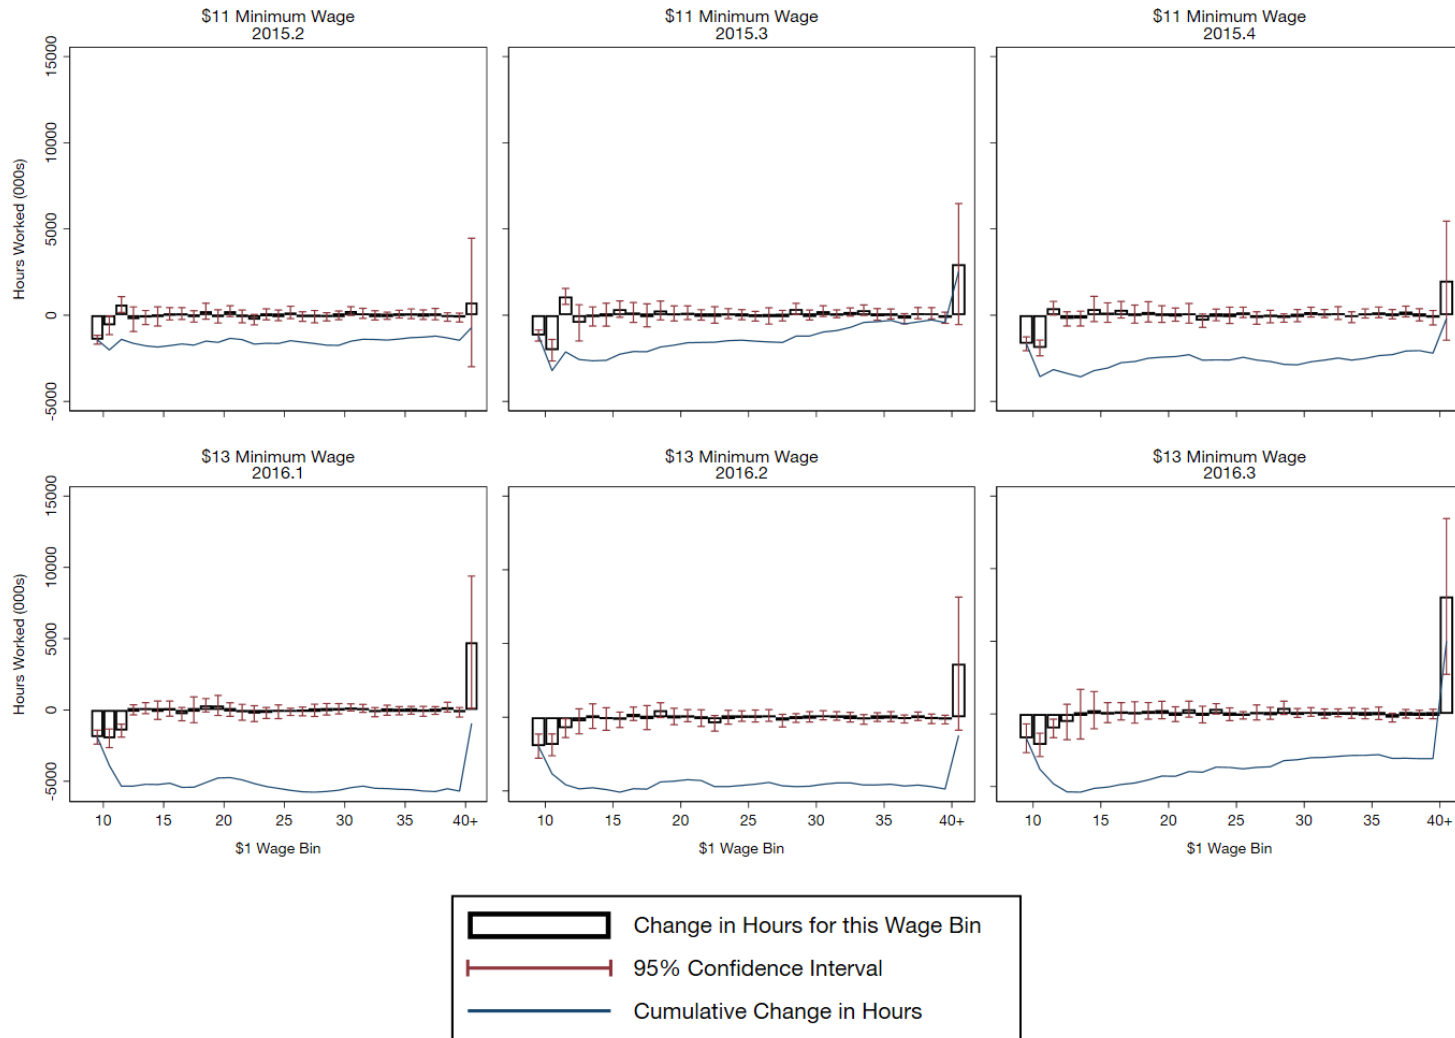 $11 Minimum Wage
2015.2
$11 Minimum Wage
2015.3
$11 Minimum Wage
2015.4
Hours Worked (000s)
15000
10000
5000
0
-5000
$13 Minimum Wage
2016.1
$13 Minimum Wage
2016.2
$13 Minimum Wage
2016.3
Hours Worked (000s)
15000
10000
5000
0
-5000
10 15 20 25 30 35 40+
10 15 20 25 30 35 40+
10 15 20 25 30 35 40+
$1 Wage Bin
$1 Wage Bin
$1 Wage Bin
Change in Hours for this Wage Bin
95% Confidence Interval
Cumulative Change in Hours